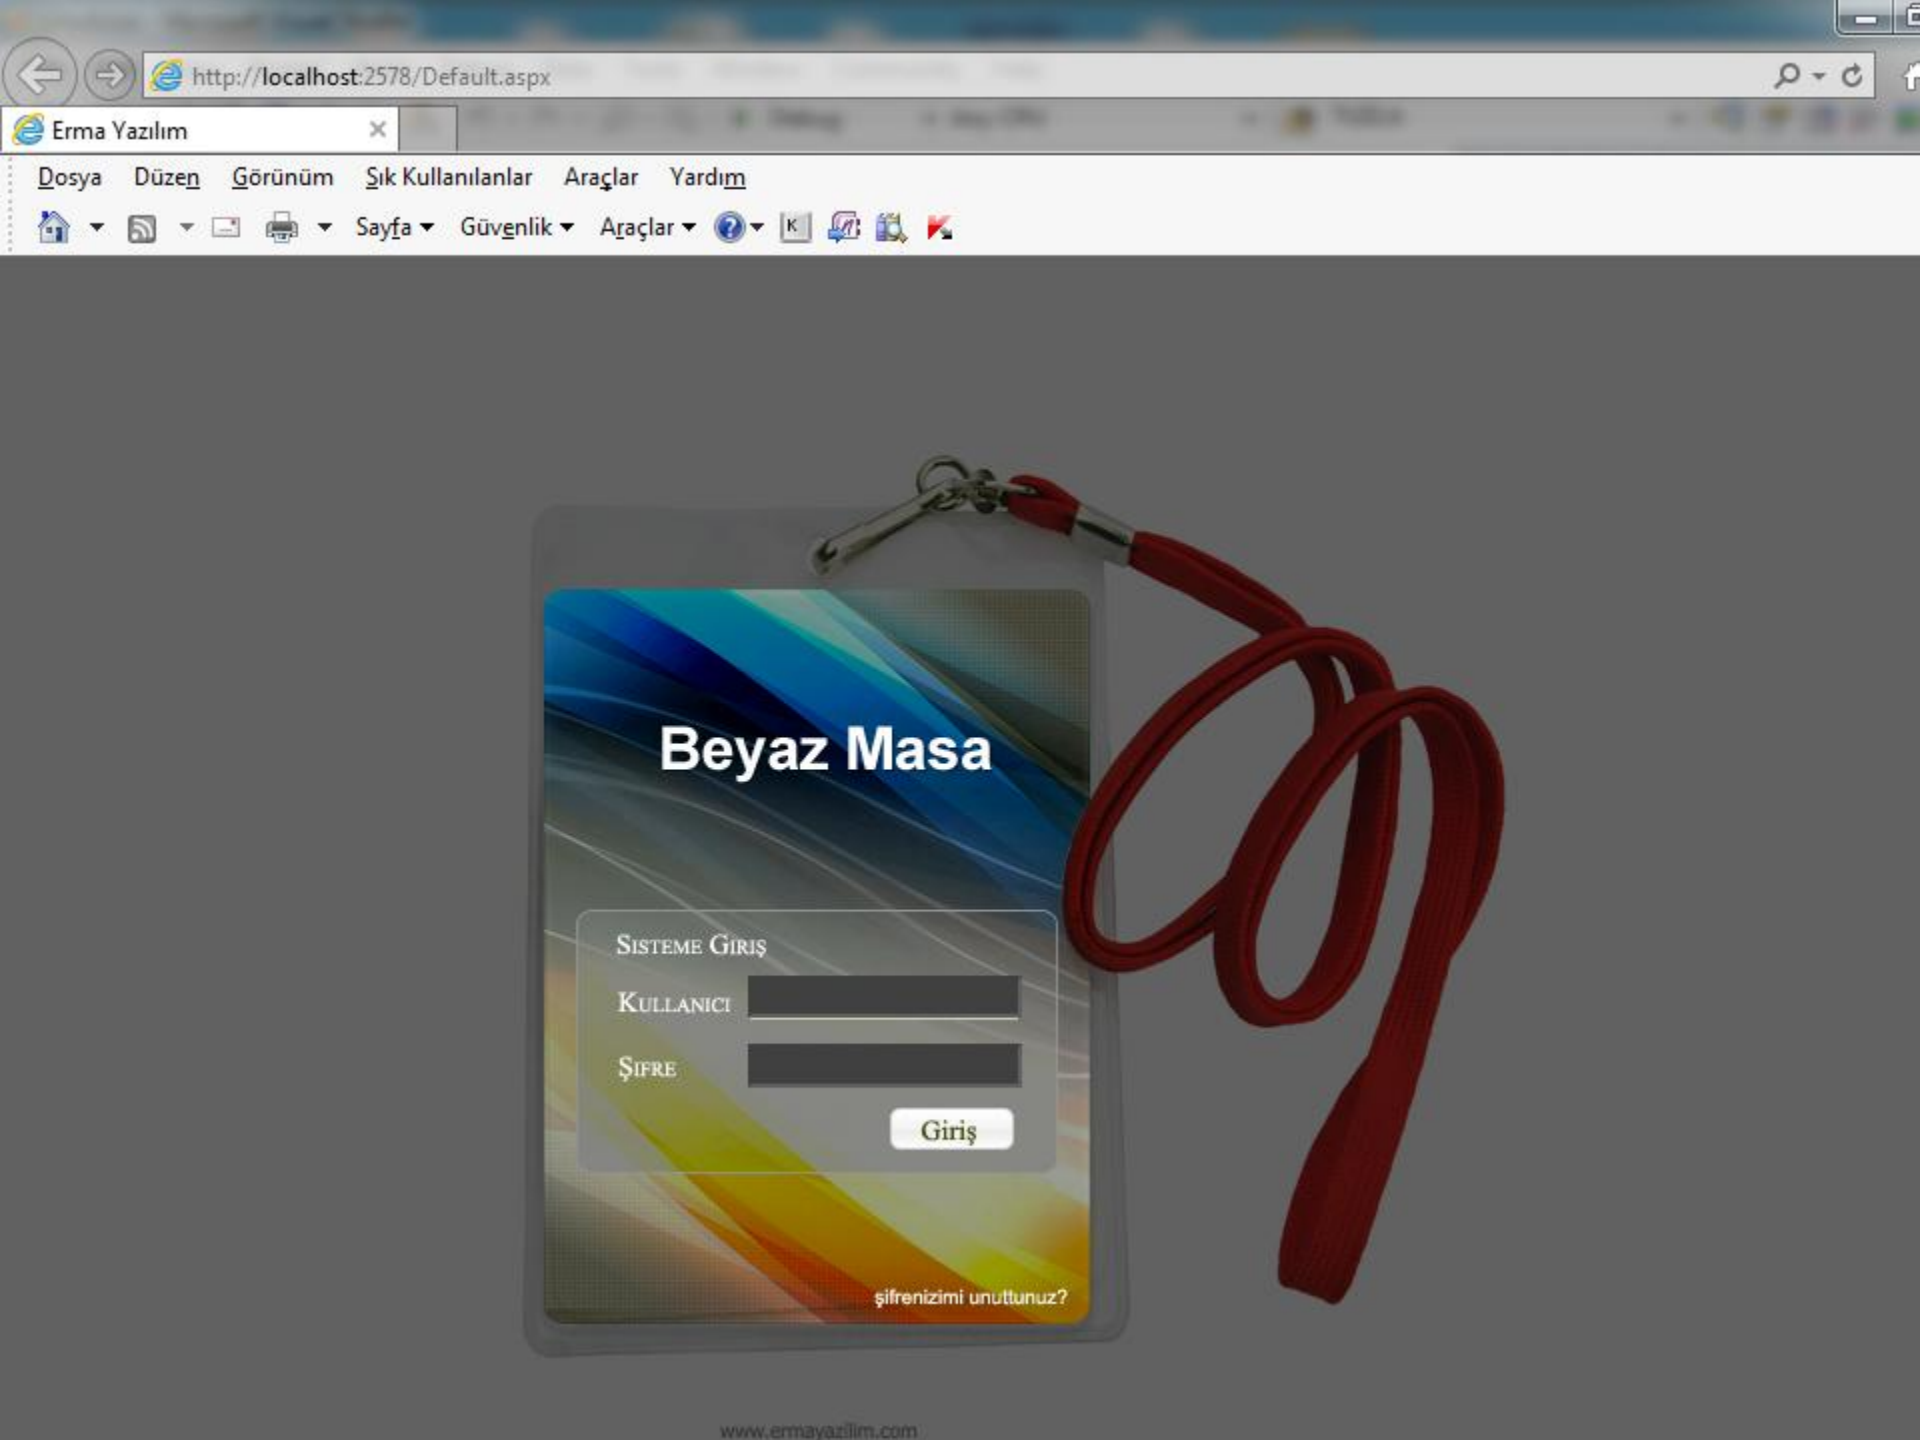 http://localhost:2578/Default.aspx
Erma Yazılım
Dosya Düzen Görünüm Sık Kullanılanlar Araçlar Yardım
Sayfa Güvenlik Araçlar
Beyaz Masa
Sisteme Giriş
Kullanici
Şifre
Giriş
şifrenizimi unuttunuz?
www.ermayazilim.com